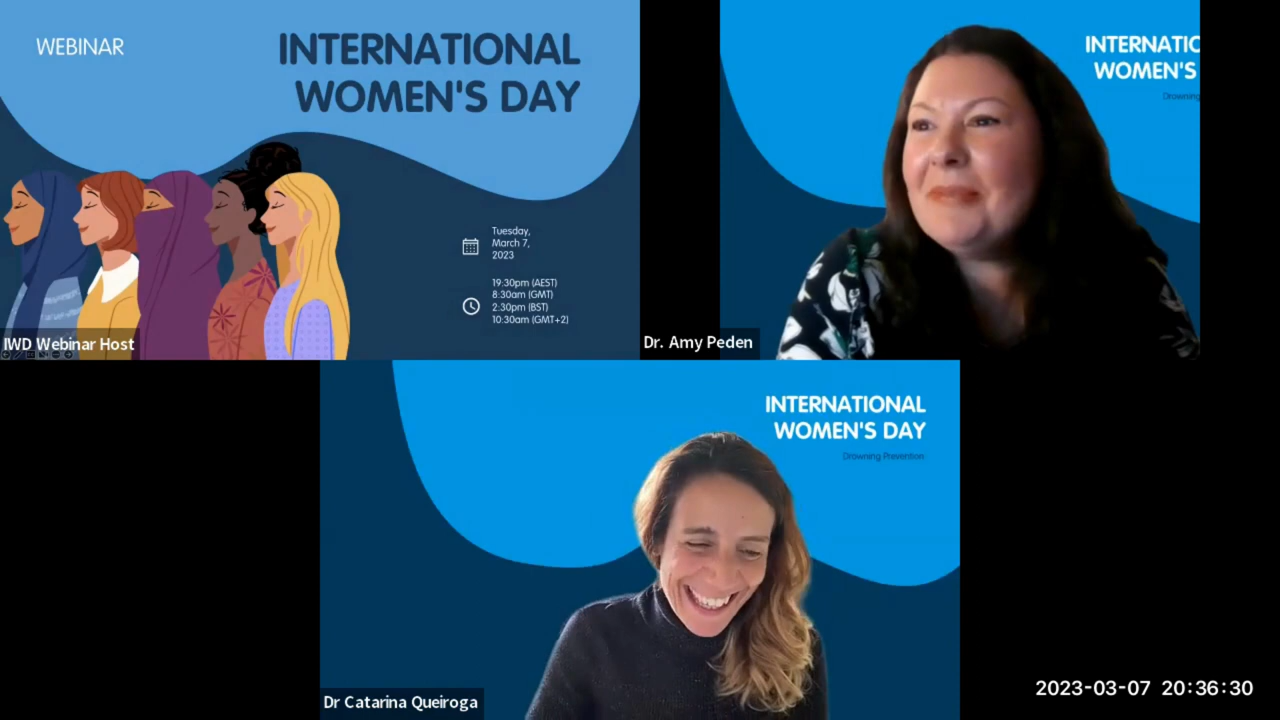 WEBINAR
INTERNATIONAL
WOMEN'S DAY
Tuesday,
March 7,
2023
19:30pm (AEST)
8:30am (GMT)
2:30pm (BST)
10:30am (GMT+2)
IWD Webinar Host
INTERNATIO
WOMEN'S
Drowning
Dr. Amy Peden
INTERNATIONAL
WOMEN'S DAY
Drowning Prevention
Dr Catarina Queiroga
2023-03-07 20:36:30